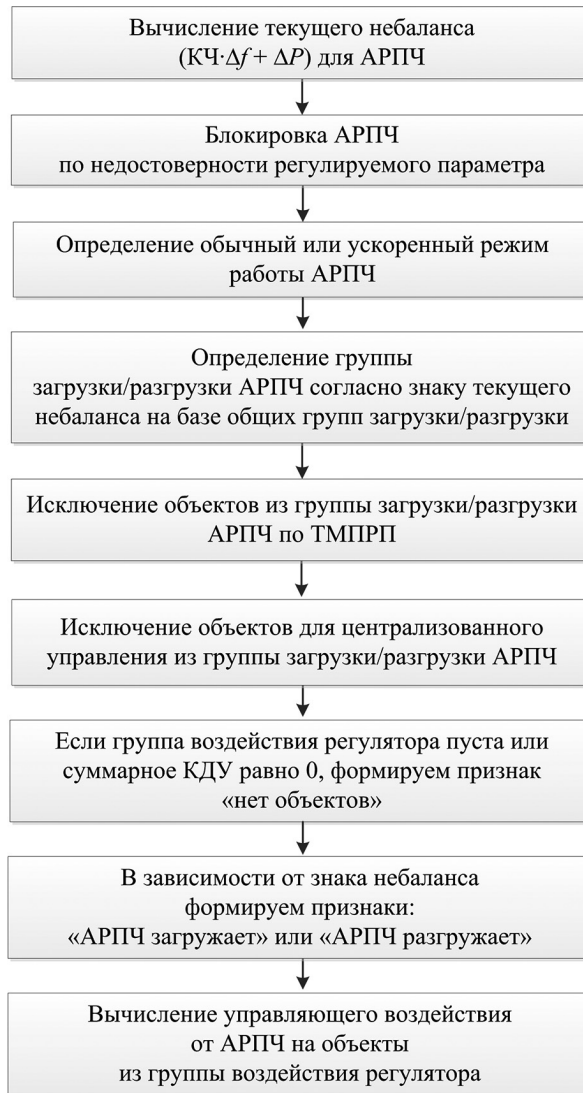 Вычисление текущего небаланса
(КЧ·Δf + ΔP) для АРПЧ
Блокировка АРПЧ
по недостоверности регулируемого параметра
Определение обычный или ускоренный режим
работы АРПЧ
Определение группы
загрузки/разгрузки АРПЧ согласно знаку текущего
небаланса на базе общих групп загрузки/разгрузки
Исключение объектов из группы загрузки/разгрузки
АРПЧ по ТМПРП
Исключение объектов для централизованного
управления из группы загрузки/разгрузки АРПЧ
Если группа воздействия регулятора пуста или
суммарное КДУ равно 0, формируем признак
«нет объектов»
В зависимости от знака небаланса
формируем признаки:
«АРПЧ загружает» или «АРПЧ разгружает»
Вычисление управляющего воздействия
от АРПЧ на объекты
из группы воздействия регулятора